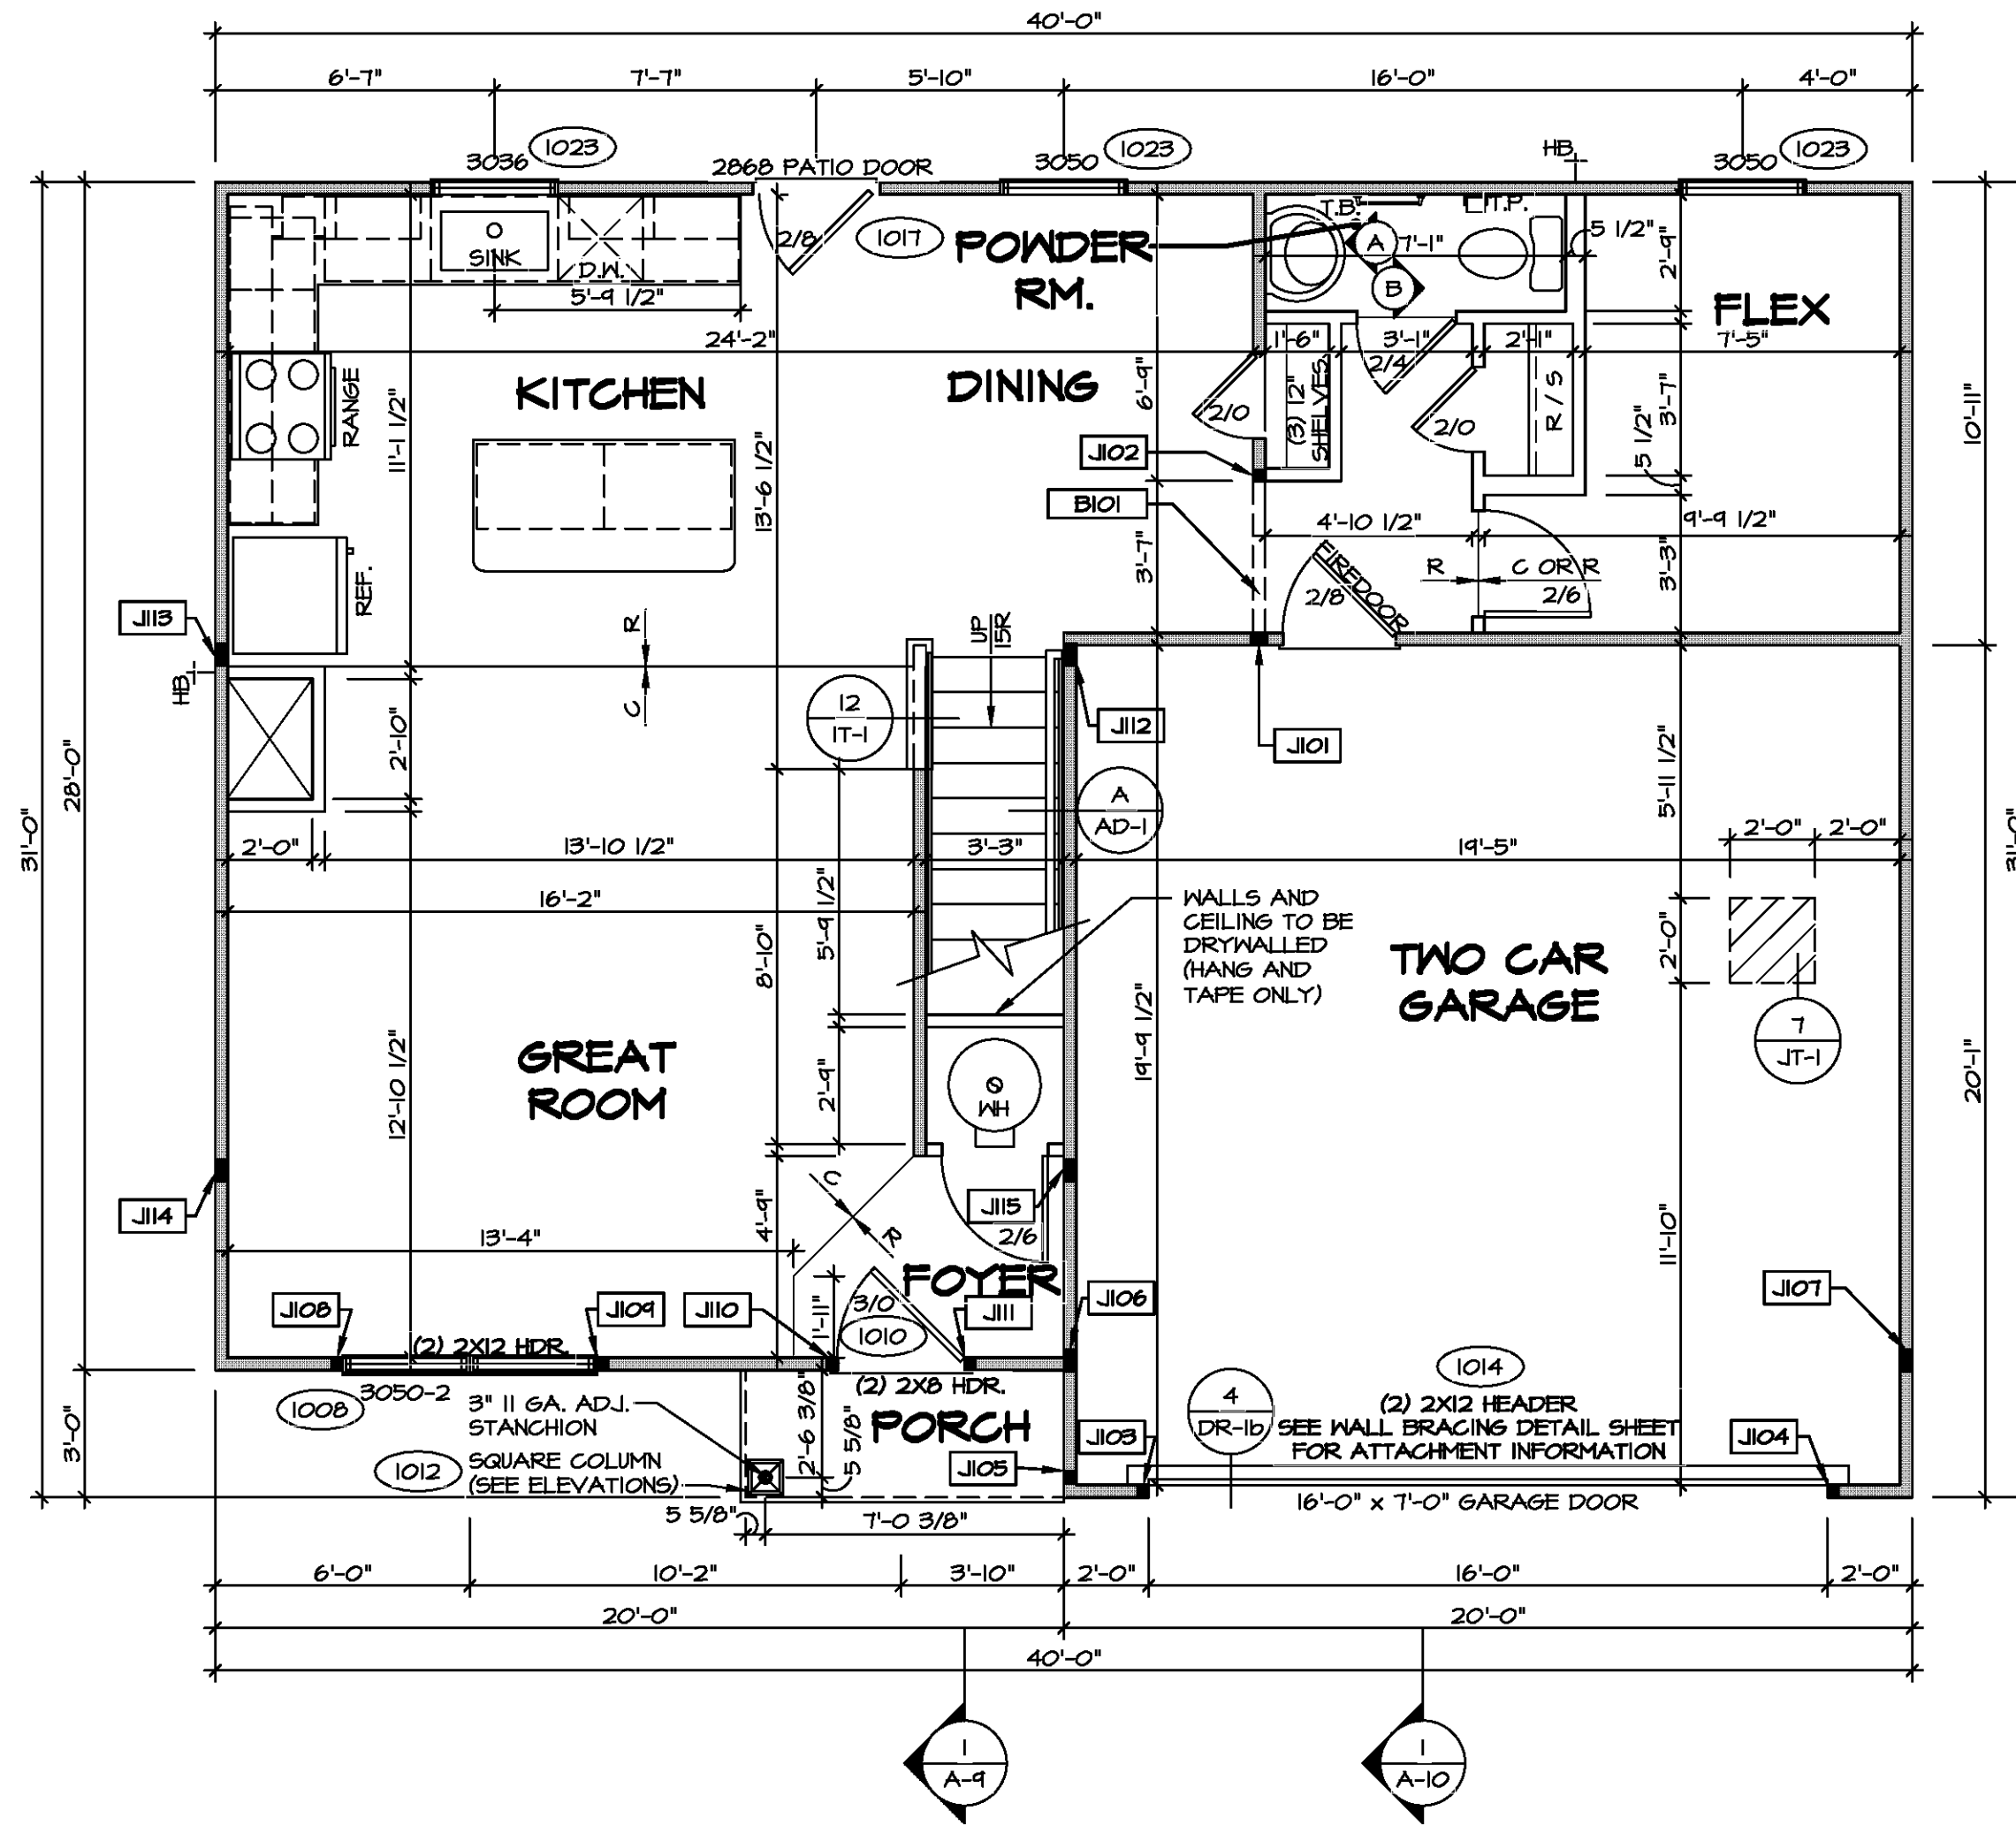 40'-0"
6'-7" 7'-7" 5'-10" 16'-0" 4'-0"
3036 1023 2868 PATIO DOOR 3050 1023 HB 3050 1023
SINK D.W. 2/8 1017
5'-9 1/2"
POWDER
RM.
T.B. T.P. A 7'-1" B 5 1/2" 2'-9"
FLEX
24'-2" 1'-6" 3'-1" 2'-1" 7'-5"
2/4
RANGE
KITCHEN
DINING
11'-1 1/2"
13'-6 1/2"
6'-9"
2/0
(3) 12"
SHELVES
2/0
R / S
5 1/2"
3'-7"
10'-11"
J102
B101
4'-10 1/2" 9'-9 1/2"
3'-7"
FIREDOOR
2/8
R C OR R
2/6
3'-3"
REF.
J113
HB
R
C
UP
15R
12
1T-1
J112
J101
A
AD-1
28'-0"
31'-0"
2'-10"
5'-11 1/2"
31'-0"
2'-0" 13'-10 1/2" 3'-3" 19'-5" 2'-0" 2'-0"
16'-2"
5'-9 1/2"
8'-10"
WALLS AND
CEILING TO BE
DRYWALLED
(HANG AND
TAPE ONLY)
TWO CAR
GARAGE
2'-0"
7
JT-1
19'-9 1/2"
20'-1"
GREAT
ROOM
12'-10 1/2"
2'-9"
WH
J114
C
R
4'-9"
J115
2/6
11'-10"
13'-4"
FOYER
J108 J109 J110 1'-11" 3/0 J111 J106 J107
1010
(2) 2X12 HDR.
3050-2
1008
(2) 2X8 HDR.
PORCH
3" 11 GA. ADJ.
STANCHION
1012
SQUARE COLUMN
(SEE ELEVATIONS)
2'-6 3/8"
5 5/8"
3'-0"
J105
J103
4
DR-1b
1014
(2) 2X12 HEADER
SEE WALL BRACING DETAIL SHEET
FOR ATTACHMENT INFORMATION
J104
16'-0" x 7'-0" GARAGE DOOR
5 5/8" 7'-0 3/8"
6'-0" 10'-2" 3'-10" 2'-0" 16'-0" 2'-0"
20'-0" 20'-0"
40'-0"
1
A-9
1
A-10